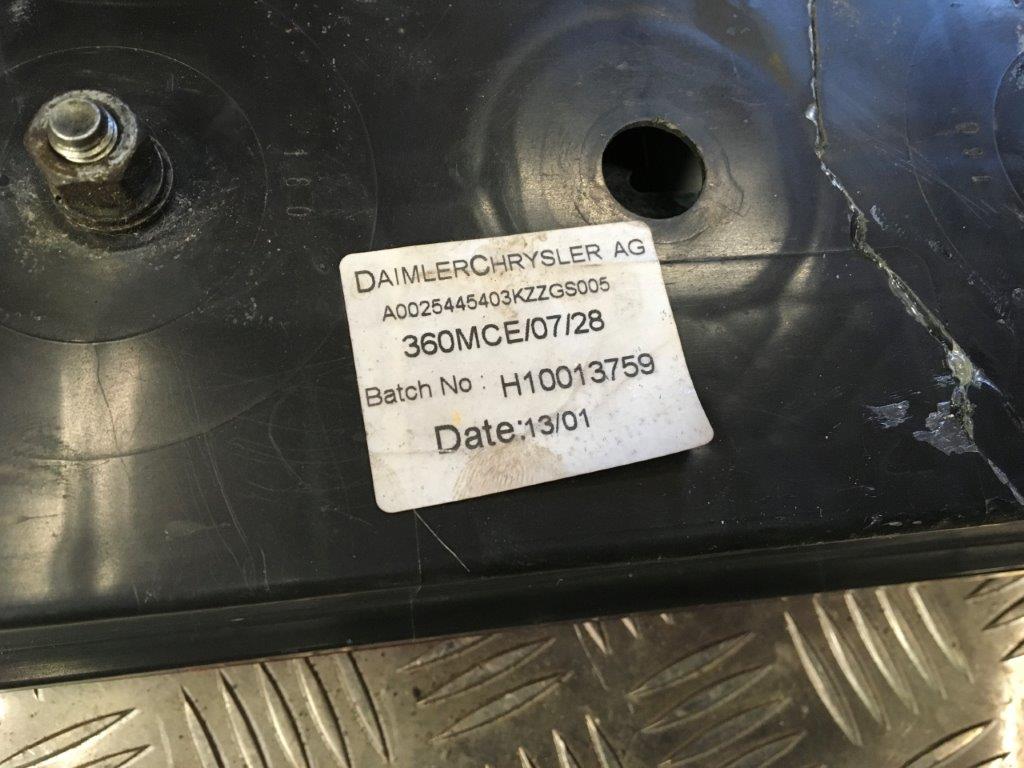 DAIMLERCHRYSLER AG
A0025445403KZZGS005
360MCE/07/28
Batch No : H10013759
Date:13/01